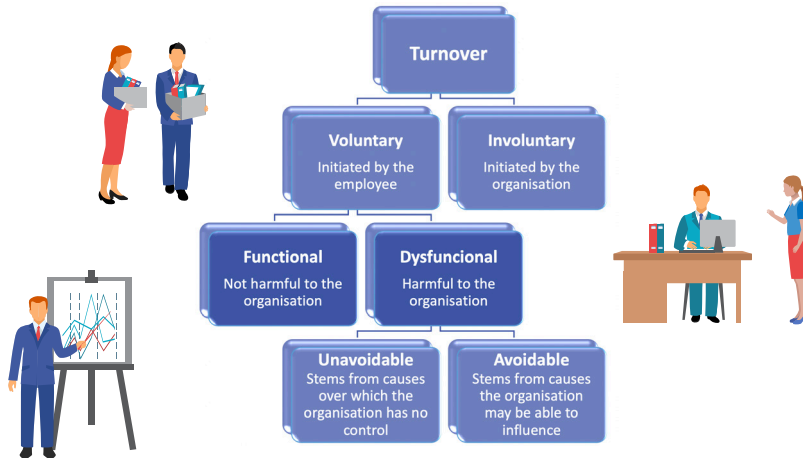 Turnover
Voluntary
Initiated by the
employee
Involuntary
Initiated by the
organisation
Functional
Not harmful to the
organisation
Dysfuncional
Harmful to the
organisation
Unavoidable
Stems from causes
over which the
organisation has no
control
Avoidable
Stems from causes
the organisation
may be able to
influence